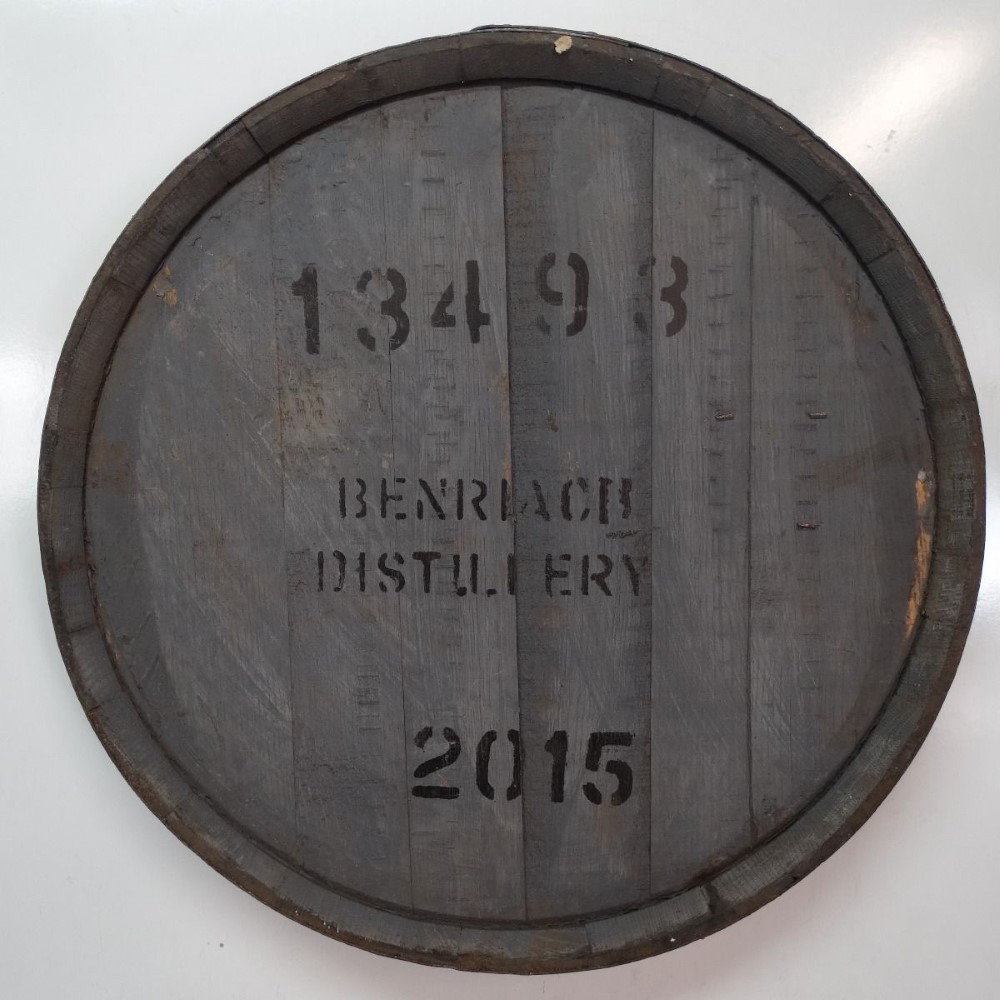 13493
BENRIACH
DISTILLERY
2015